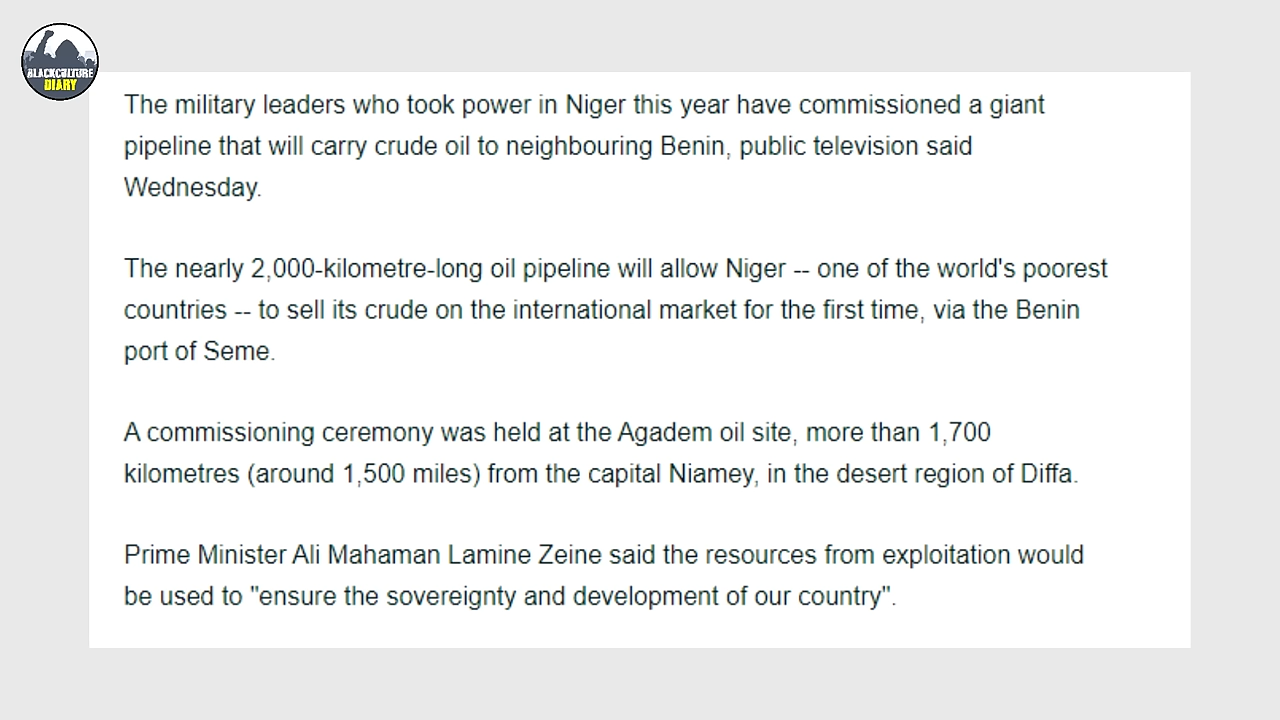 BLACKCULTURE
DIARY
The military leaders who took power in Niger this year have commissioned a giant
pipeline that will carry crude oil to neighbouring Benin, public television said
Wednesday.
The nearly 2,000-kilometre-long oil pipeline will allow Niger -- one of the world's poorest
countries -- to sell its crude on the international market for the first time, via the Benin
port of Seme.
A commissioning ceremony was held at the Agadem oil site, more than 1,700
kilometres (around 1,500 miles) from the capital Niamey, in the desert region of Diffa.
Prime Minister Ali Mahaman Lamine Zeine said the resources from exploitation would
be used to "ensure the sovereignty and development of our country".